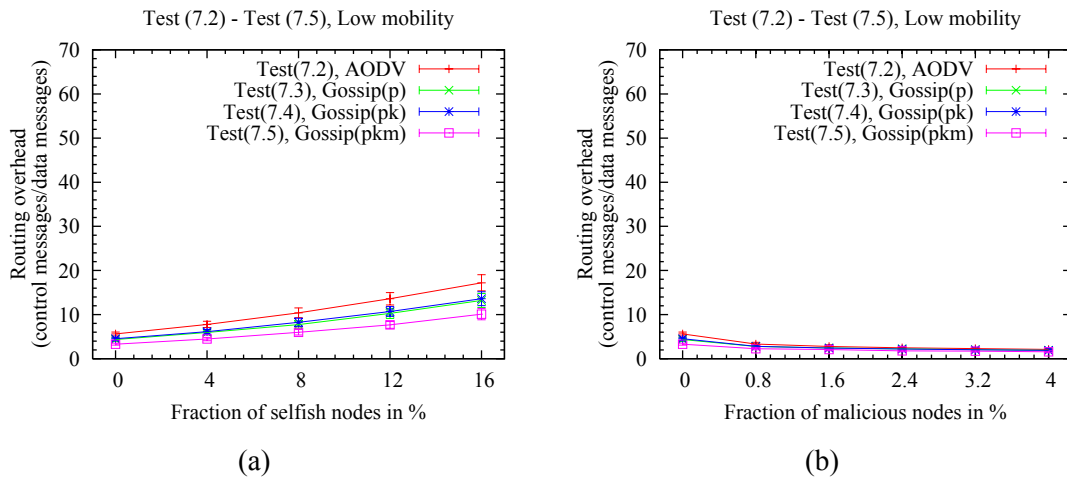 Test (7.2) - Test (7.5), Low mobility
Routing overhead
(control messages/data messages)
70
60
50
40
30
20
10
0
Test(7.2), AODV
Test(7.3), Gossip(p)
Test(7.4), Gossip(pk)
Test(7.5), Gossip(pkm)
0 4 8 12 16
Fraction of selfish nodes in %
(a)
Test (7.2) - Test (7.5), Low mobility
Routing overhead
(control messages/data messages)
70
60
50
40
30
20
10
0
Test(7.2), AODV
Test(7.3), Gossip(p)
Test(7.4), Gossip(pk)
Test(7.5), Gossip(pkm)
0 0.8 1.6 2.4 3.2 4
Fraction of malicious nodes in %
(b)